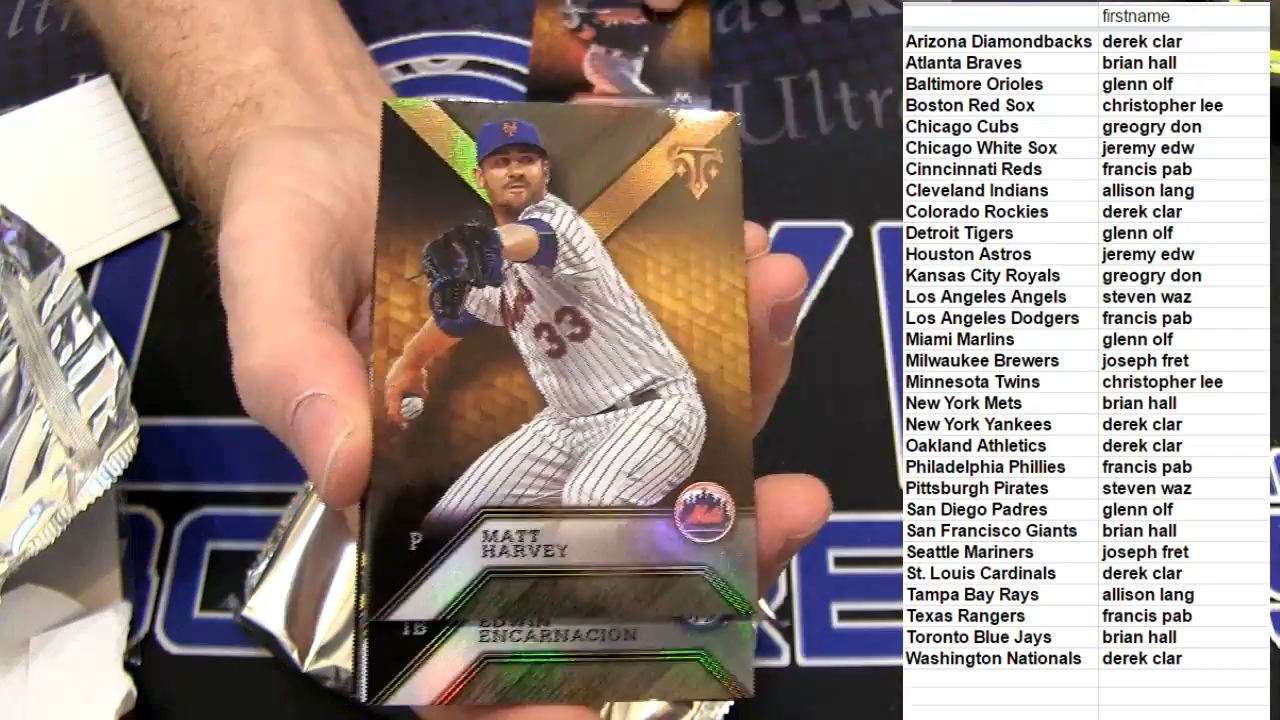 firstname
Arizona Diamondbacks derek clar
Atlanta Braves brian hall
Baltimore Orioles glenn olf
Boston Red Sox christopher lee
Chicago Cubs greogry don
Chicago White Sox jeremy edw
Cinncinnati Reds francis pab
Cleveland Indians allison lang
Colorado Rockies derek clar
Detroit Tigers glenn olf
Houston Astros jeremy edw
Kansas City Royals greogry don
Los Angeles Angels steven waz
Los Angeles Dodgers francis pab
Miami Marlins glenn olf
Milwaukee Brewers joseph fret
Minnesota Twins christopher lee
New York Mets brian hall
New York Yankees derek clar
Oakland Athletics derek clar
Philadelphia Phillies francis pab
Pittsburgh Pirates steven waz
San Diego Padres glenn olf
San Francisco Giants brian hall
Seattle Mariners joseph fret
St. Louis Cardinals derek clar
Tampa Bay Rays allison lang
Texas Rangers francis pab
Toronto Blue Jays brian hall
Washington Nationals derek clar
Ultr
T
Mets
33
P
MATT
HARVEY
Mets
1B
EDWIN
ENCARNACION